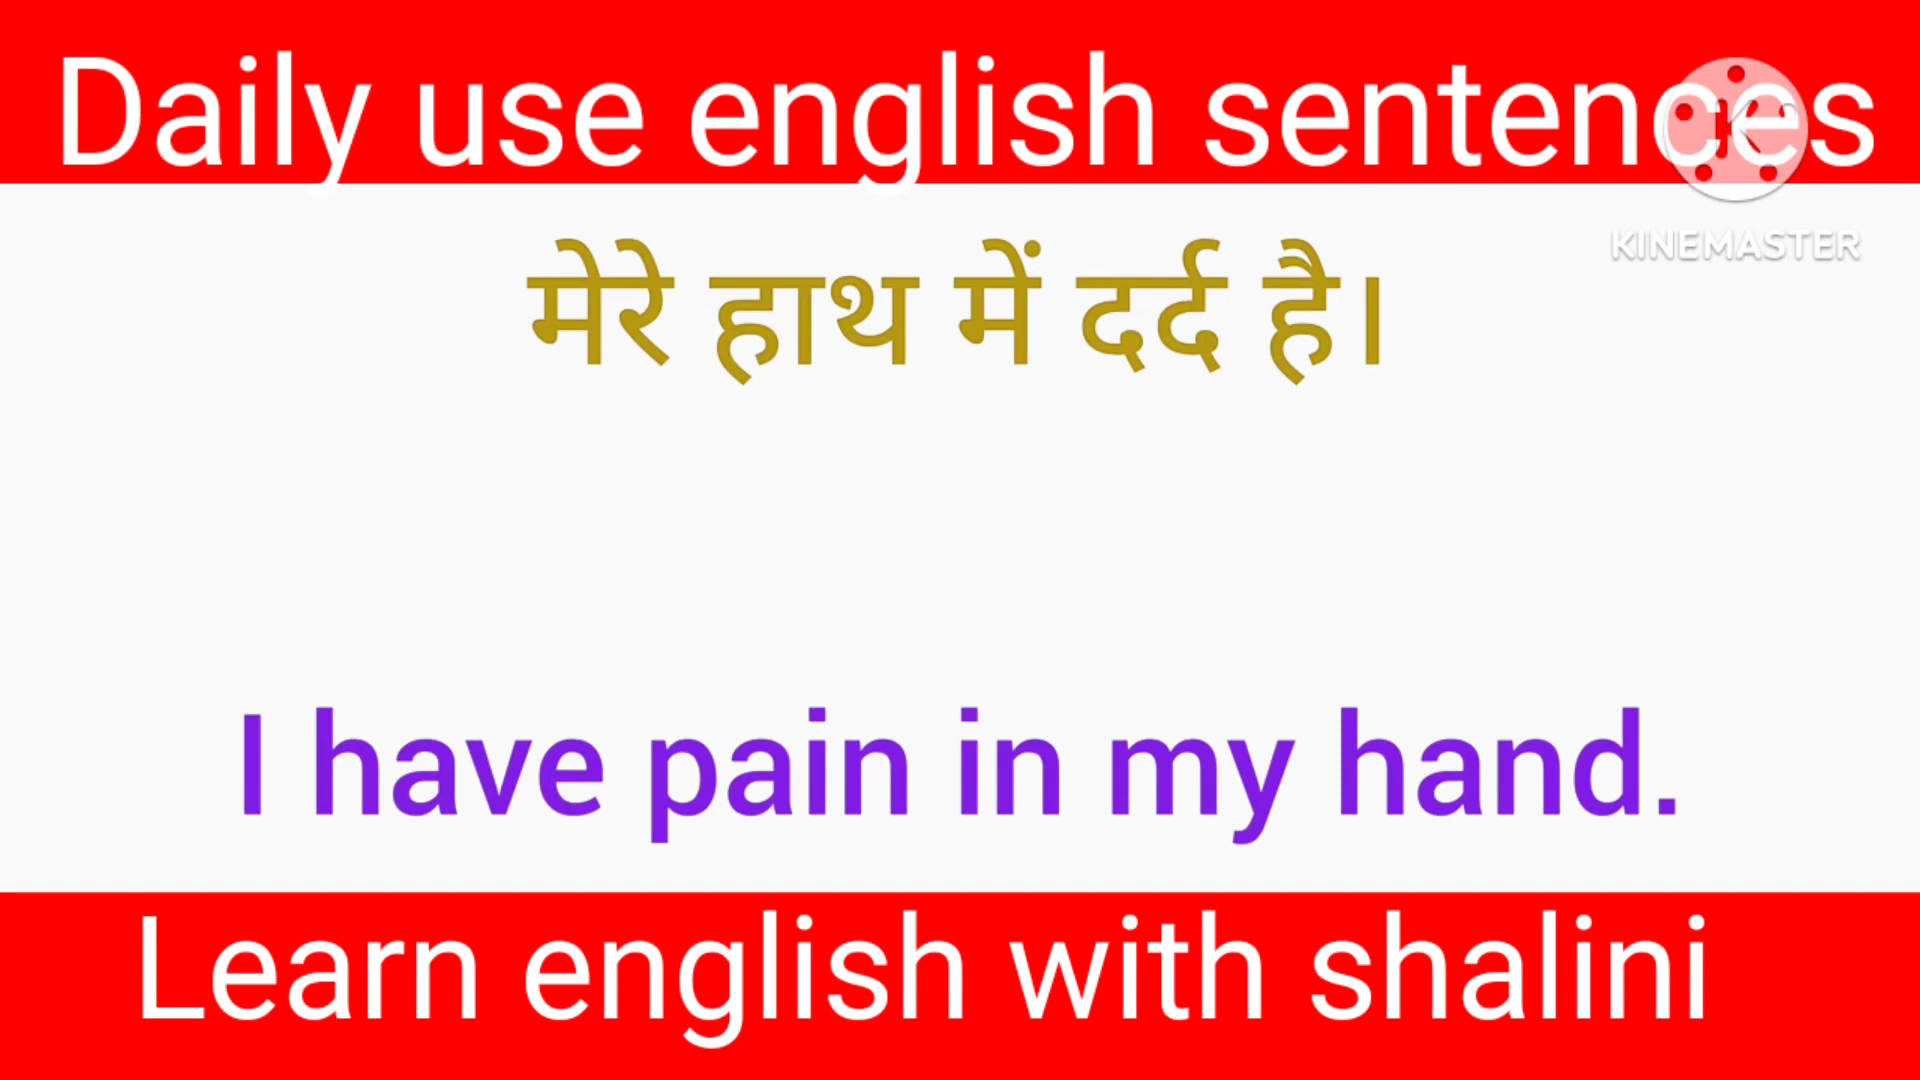 Daily use english sentences
KINEMASTER
मेरे हाथ में दर्द है।
I have pain in my hand.
Learn english with shalini